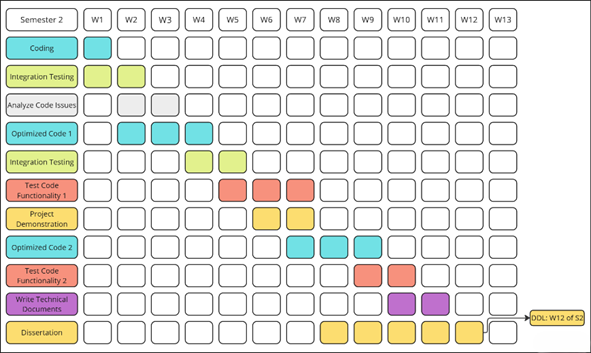 Semester 2 W1 W2 W3 W4 W5 W6 W7 W8 W9 W10 W11 W12 W13
Coding
Integration Testing
Analyze Code Issues
Optimized Code 1
Integration Testing
Test Code
Functionality 1
Project
Demonstration
Optimized Code 2
Test Code
Functionality 2
Write Technical
Documents
DDL: W12 of S2
Dissertation